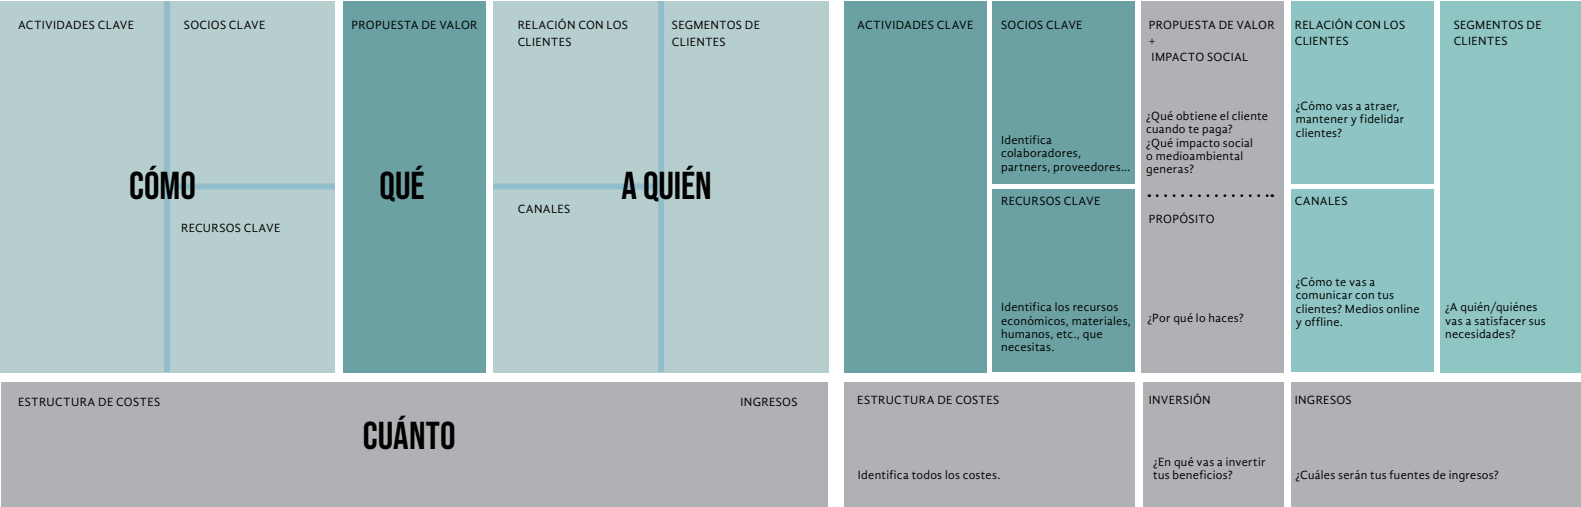 ACTIVIDADES CLAVE
SOCIOS CLAVE
PROPUESTA DE VALOR
RELACIÓN CON LOS
CLIENTES
SEGMENTOS DE
CLIENTES
CÓMO
QUÉ
A QUIÉN
RECURSOS CLAVE
CANALES
ESTRUCTURA DE COSTES
INGRESOS
CUÁNTO
ACTIVIDADES CLAVE
SOCIOS CLAVE
Identifica
colaboradores,
partners, proveedores...
RECURSOS CLAVE
Identifica los recursos
económicos, materiales,
humanos, etc., que
necesitas.
PROPUESTA DE VALOR
+
IMPACTO SOCIAL
¿Qué obtiene el cliente
cuando te paga?
¿Qué impacto social
o medioambiental
generas?
PROPÓSITO
¿Por qué lo haces?
RELACIÓN CON LOS
CLIENTES
¿Cómo vas a atraer,
mantener y fidelidar
clientes?
CANALES
¿Cómo te vas a
comunicar con tus
clientes? Medios online
y offline.
SEGMENTOS DE
CLIENTES
¿A quién/quiénes
vas a satisfacer sus
necesidades?
ESTRUCTURA DE COSTES
Identifica todos los costes.
INVERSIÓN
¿En qué vas a invertir
tus beneficios?
INGRESOS
¿Cuáles serán tus fuentes de ingresos?